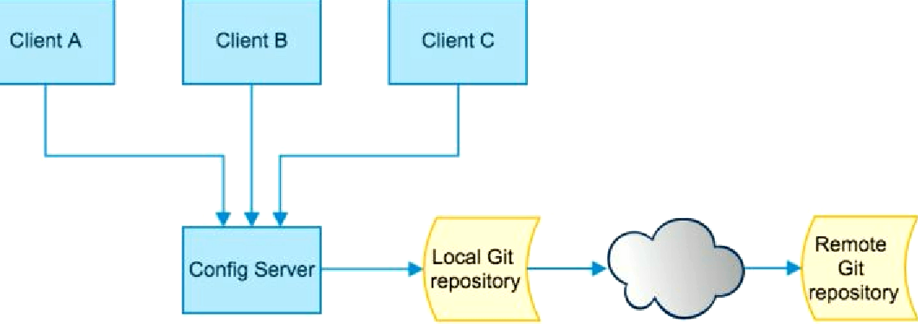 Client A
Client B
Client C
Config Server
Local Git
repository
Remote
Git
repository